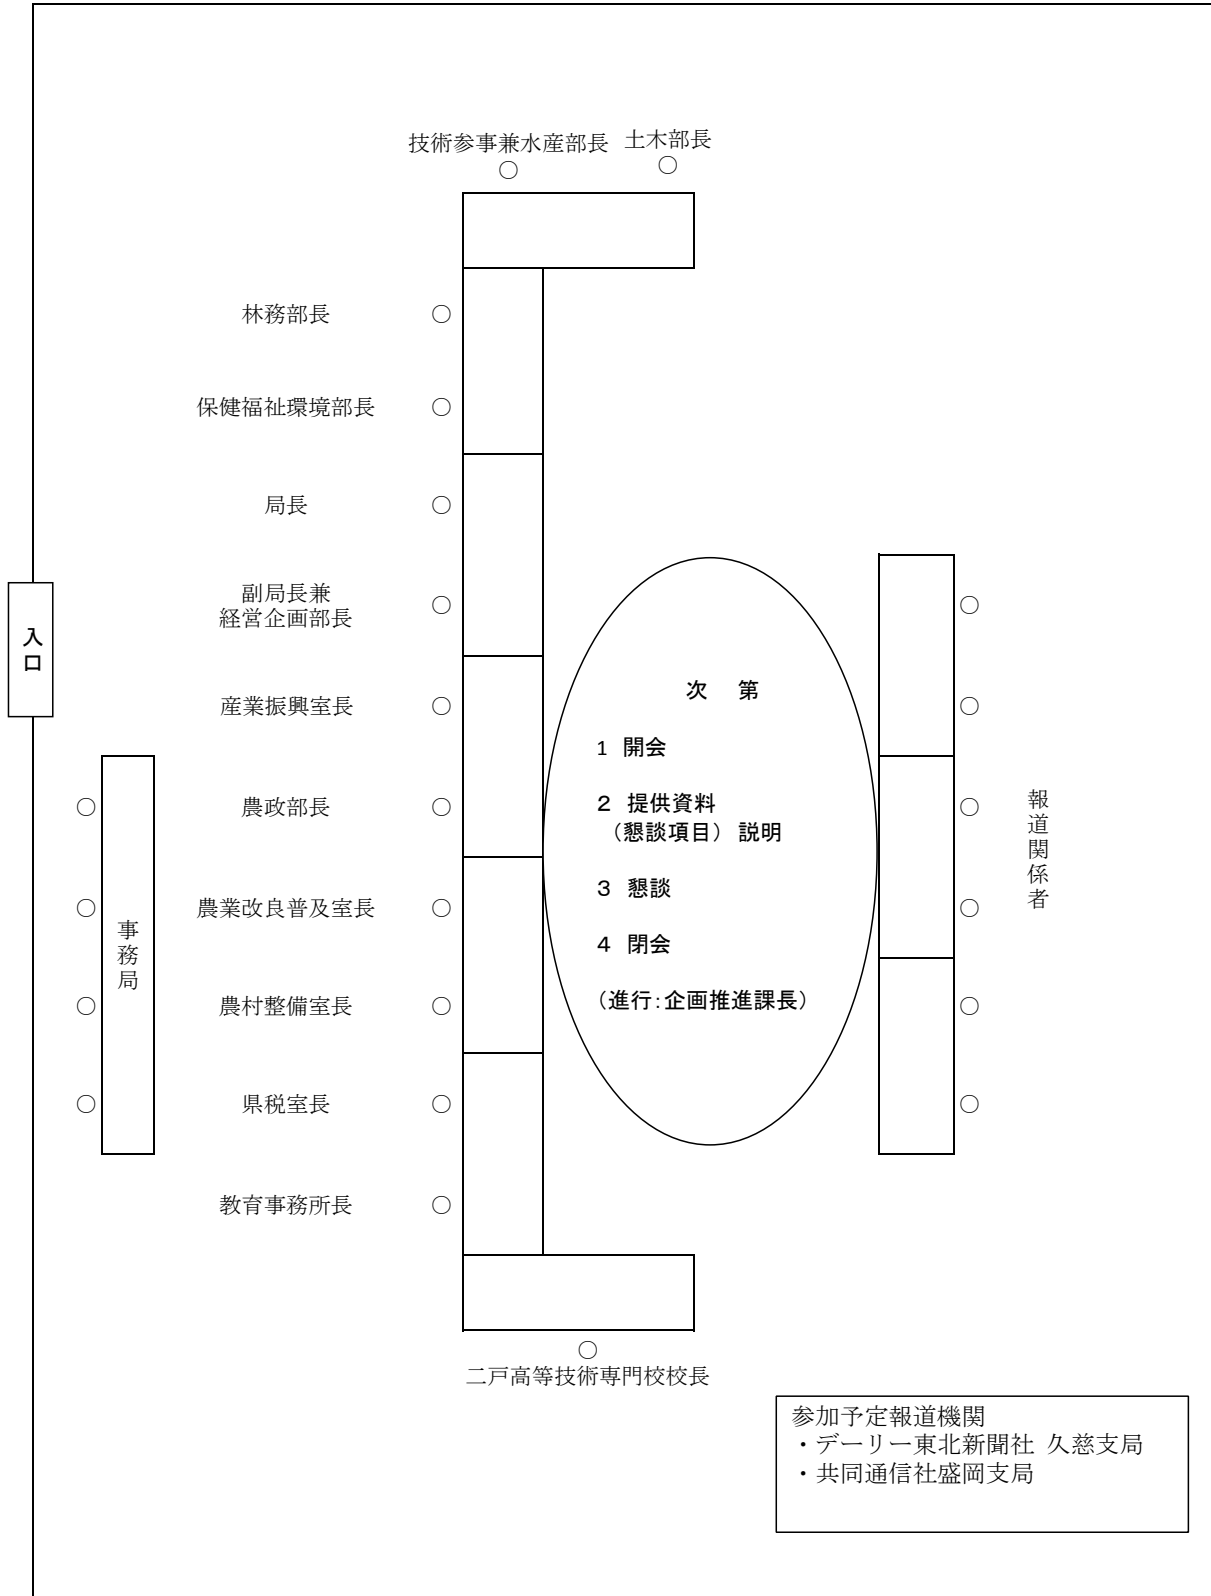 技術参事兼水産部長
土木部長
林務部長
保健福祉環境部長
局長
副局長兼
経営企画部長
産業振興室長
農政部長
農業改良普及室長
農村整備室長
県税室長
教育事務所長
二戸高等技術専門校校長
入口
事務局
次 第
1 開会
2 提供資料
(懇談項目) 説明
3 懇談
4 閉会
(進行:企画推進課長)
報道関係者
参加予定報道機関
・デーリー東北新聞社 久慈支局
・共同通信社盛岡支局